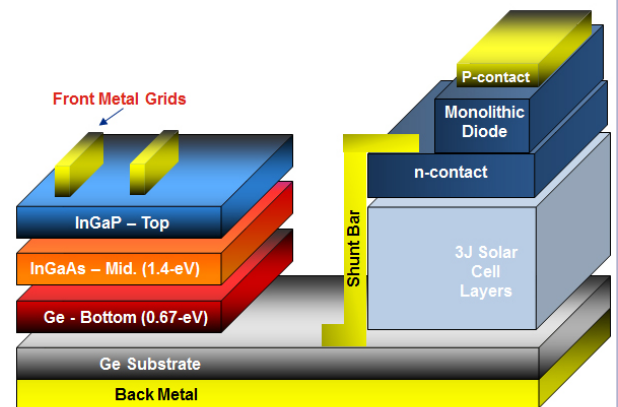 P-contact
Front Metal Grids
Monolithic
Diode
n-contact
InGaP – Top
Shunt Bar
InGaAs – Mid. (1.4-eV)
3J Solar
Cell
Layers
Ge - Bottom (0.67-eV)
Ge Substrate
Back Metal